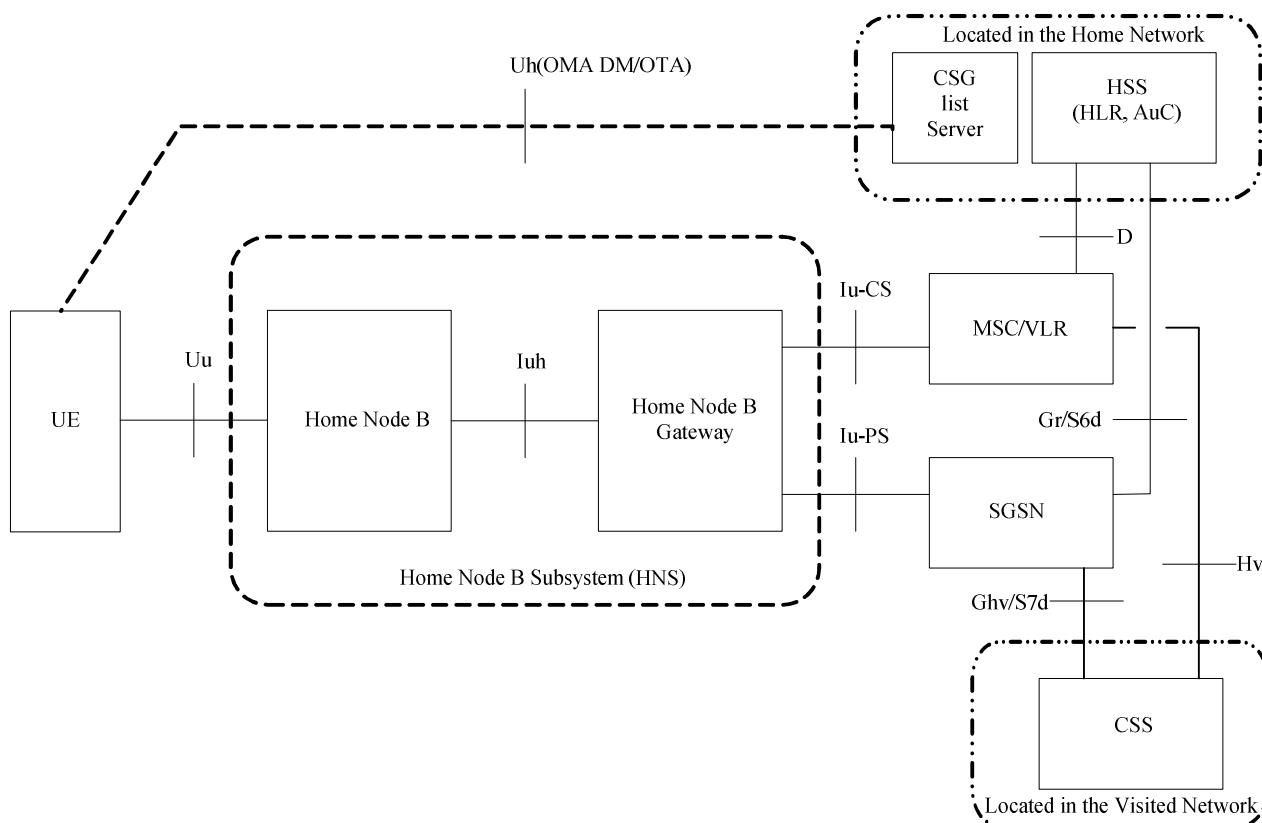 Located in the Home Network
Uh(OMA DM/OTA)
CSG
list
Server
HSS
(HLR, AuC)
D
Iu-CS
MSC/VLR
Uu
Iuh
UE
Home Node B
Home Node B
Gateway
Gr/S6d
Iu-PS
SGSN
Home Node B Subsystem (HNS)
Hv
Ghv/S7d
CSS
Located in the Visited Network